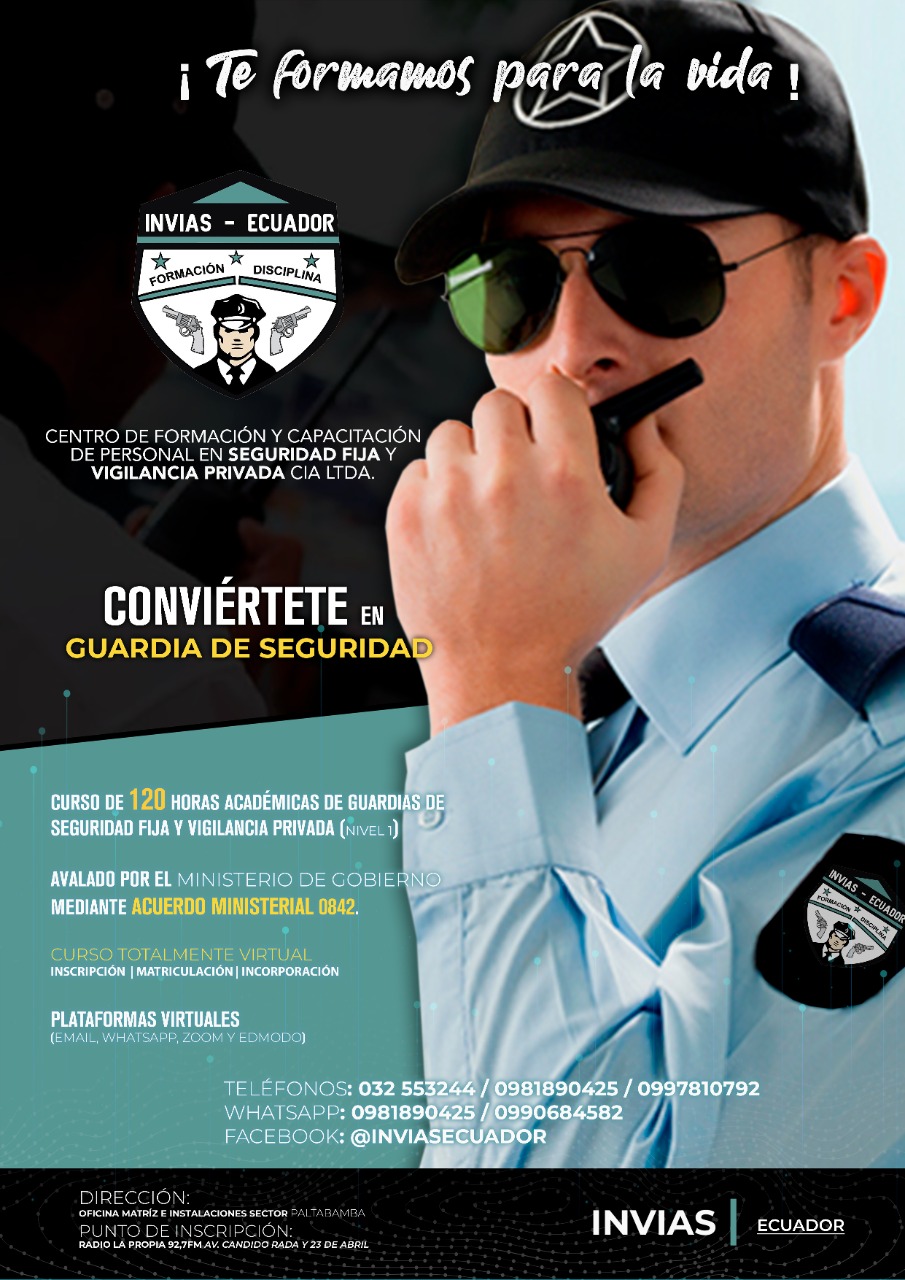 ¡ Te formamos para la vida !
INVIAS - ECUADOR
FORMACIÓN DISCIPLINA
CENTRO DE FORMACIÓN Y CAPACITACIÓN
DE PERSONAL EN SEGURIDAD FIJA Y
VIGILANCIA PRIVADA CIA LTDA.
CONVIÉRTETE EN
GUARDIA DE SEGURIDAD
CURSO DE 120 HORAS ACADÉMICAS DE GUARDIAS DE
SEGURIDAD FIJA Y VIGILANCIA PRIVADA (NIVEL 1)
AVALADO POR EL MINISTERIO DE GOBIERNO
MEDIANTE ACUERDO MINISTERIAL 0842.
INVIAS - ECUADOR
FORMACIÓN DISCIPLINA
CURSO TOTALMENTE VIRTUAL
INSCRIPCIÓN | MATRICULACIÓN | INCORPORACIÓN
PLATAFORMAS VIRTUALES
(EMAIL, WHATSAPP, ZOOM Y EDMODO)
TELÉFONOS: 032 553244 / 0981890425 / 0997810792
WHATSAPP: 0981890425 / 0990684582
FACEBOOK: @INVIASECUADOR
DIRECCIÓN:
OFICINA MATRÍZ E INSTALACIONES SECTOR PALTABAMBA
PUNTO DE INSCRIPCIÓN:
RADIO LA PROPIA 92,7FM AV. CANDIDO RADA Y 23 DE ABRIL
INVIAS | ECUADOR